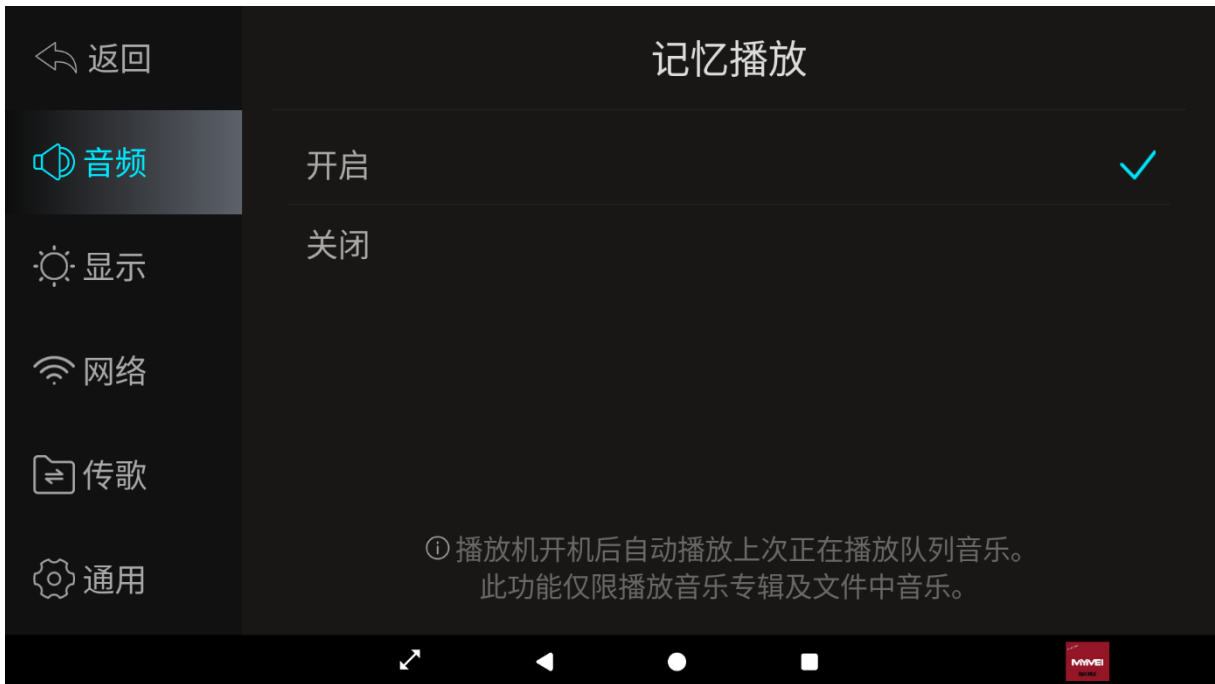 返回
记忆播放
音频
开启
关闭
显示
网络
传歌
通用
播放机开机后自动播放上次正在播放队列音乐。
此功能仅限播放音乐专辑及文件中音乐。
MYMEI